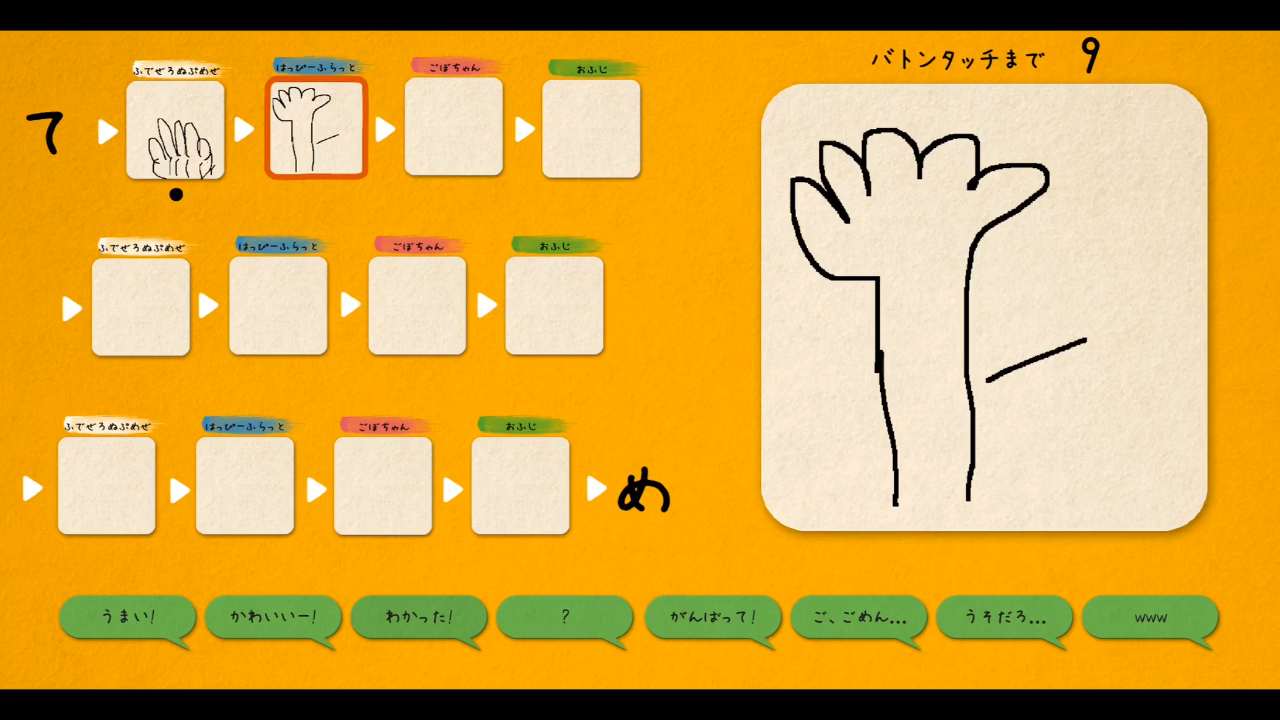 バトンタッチまで 9
て
ふでぜろぬぷめぜ はっぴーふらっと ごぼちゃん おふじ
ふでぜろぬぷめぜ はっぴーふらっと ごぼちゃん おふじ
ふでぜろぬぷめぜ はっぴーふらっと ごぼちゃん おふじ
め
うまい! かわいいー! わかった! ? がんばって! ご、ごめん... うそだろ... www